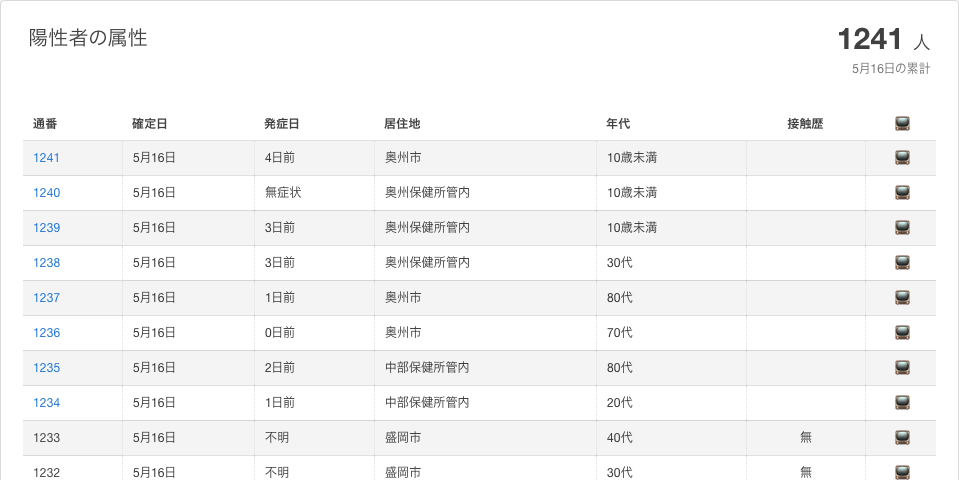 陽性者の属性
1241 人
5月16日の累計
通番 確定日 発症日 居住地 年代 接触歴
1241 5月16日 4日前 奥州市 10歳未満
1240 5月16日 無症状 奥州保健所管内 10歳未満
1239 5月16日 3日前 奥州保健所管内 10歳未満
1238 5月16日 3日前 奥州保健所管内 30代
1237 5月16日 1日前 奥州市 80代
1236 5月16日 0日前 奥州市 70代
1235 5月16日 2日前 中部保健所管内 80代
1234 5月16日 1日前 中部保健所管内 20代
1233 5月16日 不明 盛岡市 40代 無
1232 5月16日 不明 盛岡市 30代 無